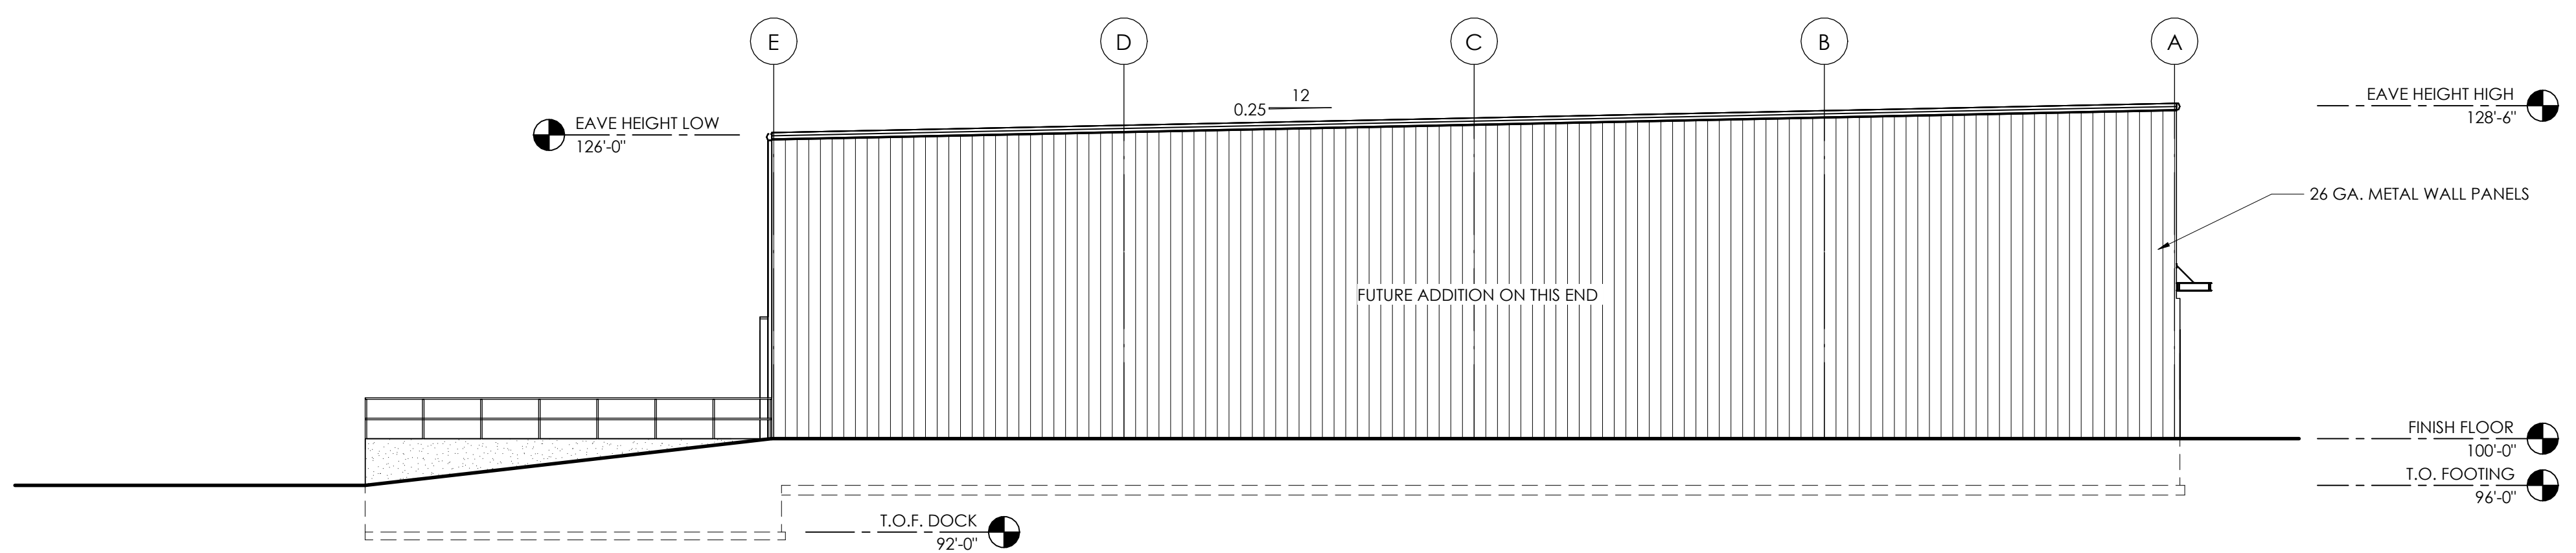 E
D
C
B
A
12
0.25
EAVE HEIGHT LOW
126'-0"
EAVE HEIGHT HIGH
128'-6"
26 GA. METAL WALL PANELS
FUTURE ADDITION ON THIS END
FINISH FLOOR
100'-0"
T.O. FOOTING
96'-0"
T.O.F. DOCK
92'-0"